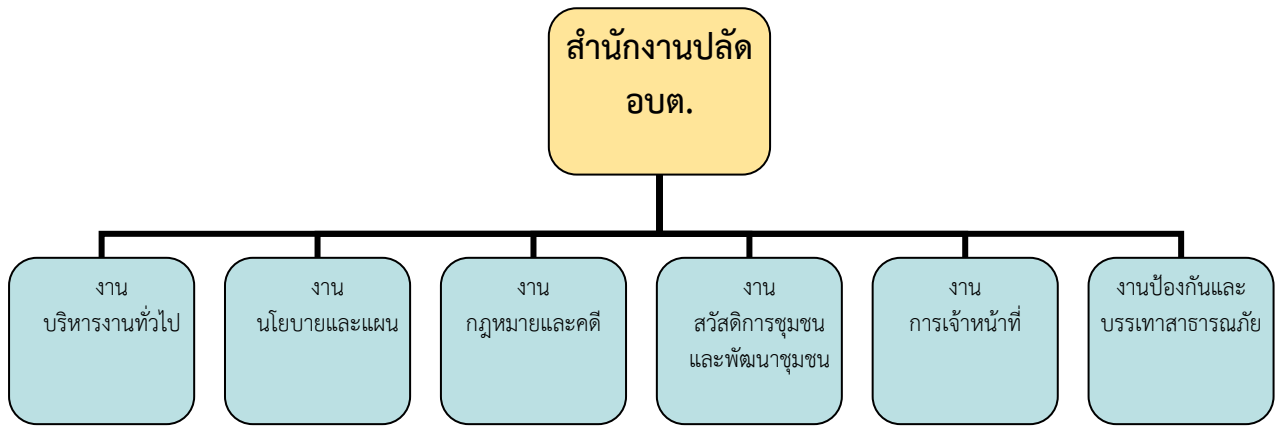 สำนักงานปลัด
อบต.
งาน
บริหารงานทั่วไป
งาน
นโยบายและแผน
งาน
กฎหมายและคดี
งาน
สวัสดิการชุมชน
และพัฒนาชุมชน
งาน
การเจ้าหน้าที่
งานป้องกันและ
บรรเทาสาธารณภัย